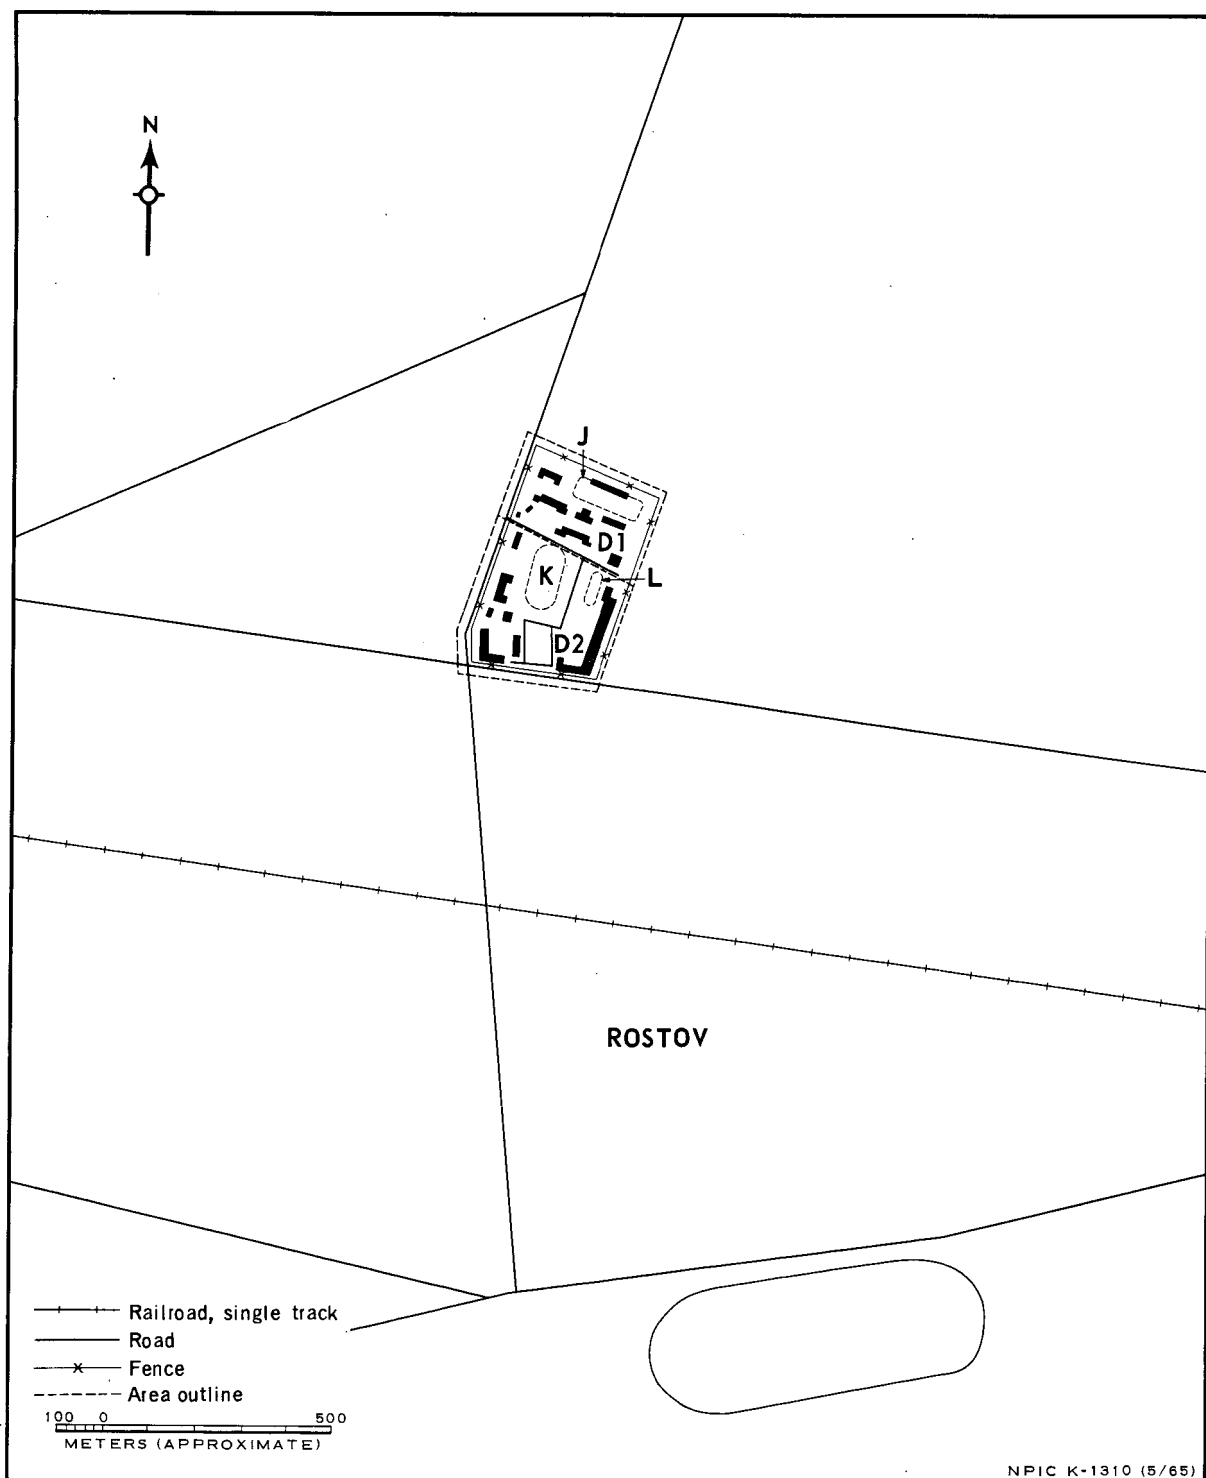 N
J
D1
K
L
D2
ROSTOV
Railroad, single track
Road
Fence
Area outline
100 0 500
METERS (APPROXIMATE)
NPIC K-1310 (5/65)